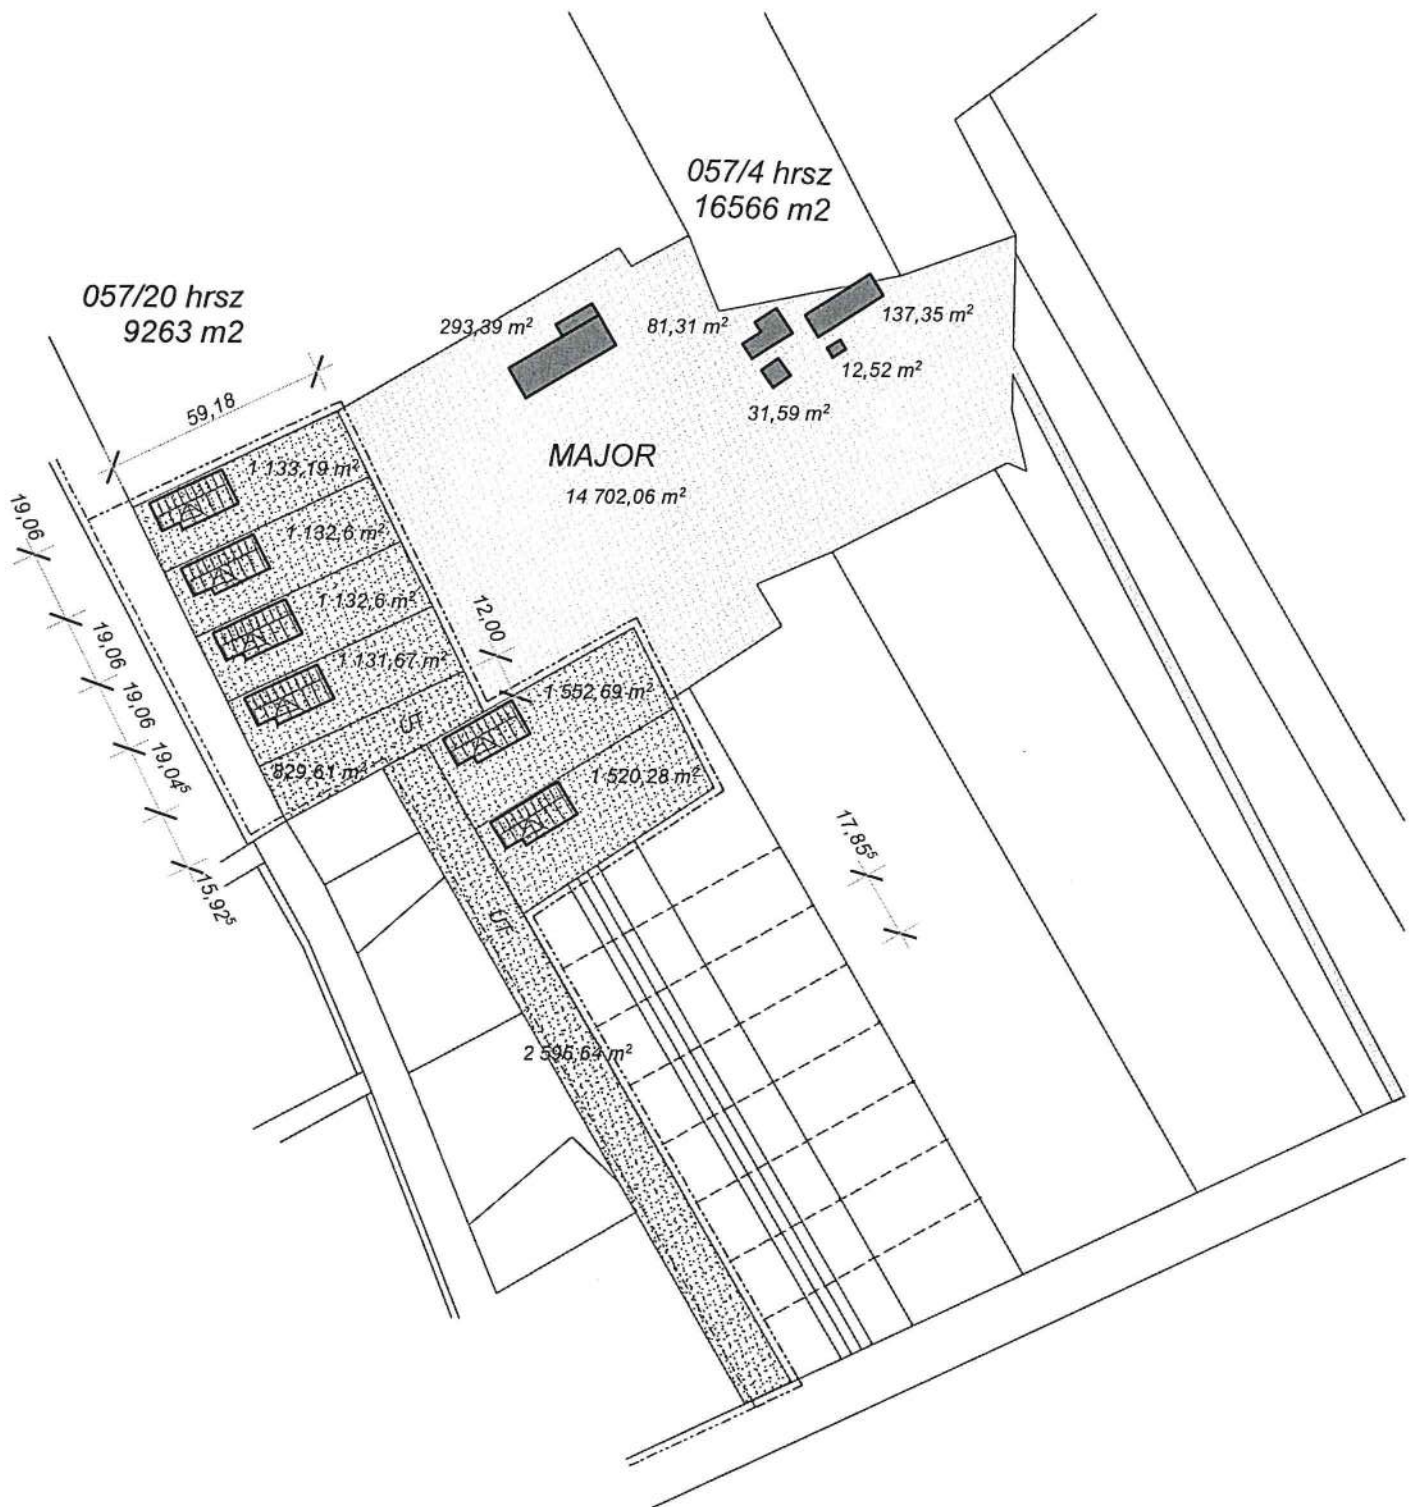 057/4 hrsz
16566 m2
057/20 hrsz
9263 m2
293,39 m²
81,31 m²
137,35 m²
12,52 m²
31,59 m²
59,18
MAJOR
14 702,06 m²
1 133,19 m²
1 132,6 m²
1 132,6 m²
1 131,67 m²
ÚT
829,61 m²
19,06
19,06
19,06
19,04⁵
15,92⁵
12,00
1 552,69 m²
1 520,28 m²
17,85⁵
ÚT
2 596,64 m²